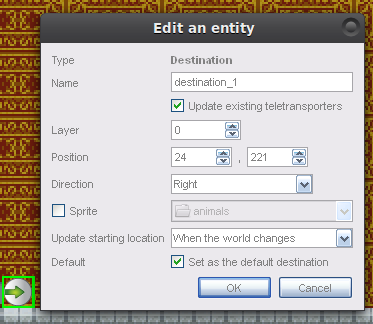 Edit an entity
Type Destination
Name destination_1
Update existing teletransporters
Layer 0
Position 24 , 221
Direction Right
Sprite animals
Update starting location When the world changes
Default Set as the default destination
OK Cancel